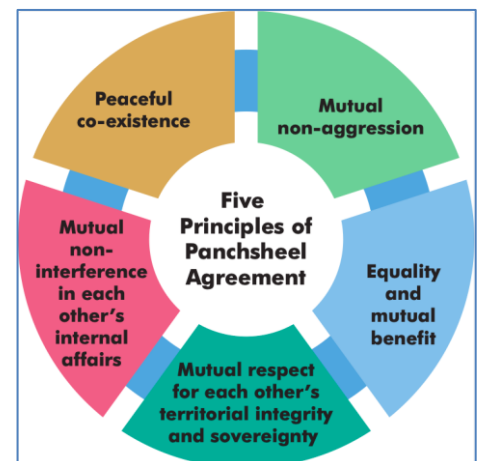 Peaceful
co-existence
Mutual
non-aggression
Five
Principles of
Panchsheel
Agreement
Mutual
non-
interference
in each
other's
internal
affairs
Equality
and
mutual
benefit
Mutual respect
for each other's
territorial integrity
and sovereignty